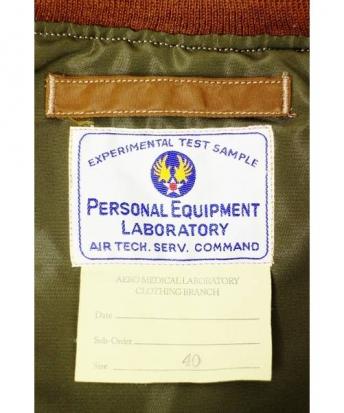 EXPERIMENTAL TEST SAMPLE
PERSONAL EQUIPMENT
LABORATORY
AIR TECH. SERV. COMMAND
AERO MEDICAL LABORATORY
CLOTHING BRANCH
Date
Sub-Order
Size 40